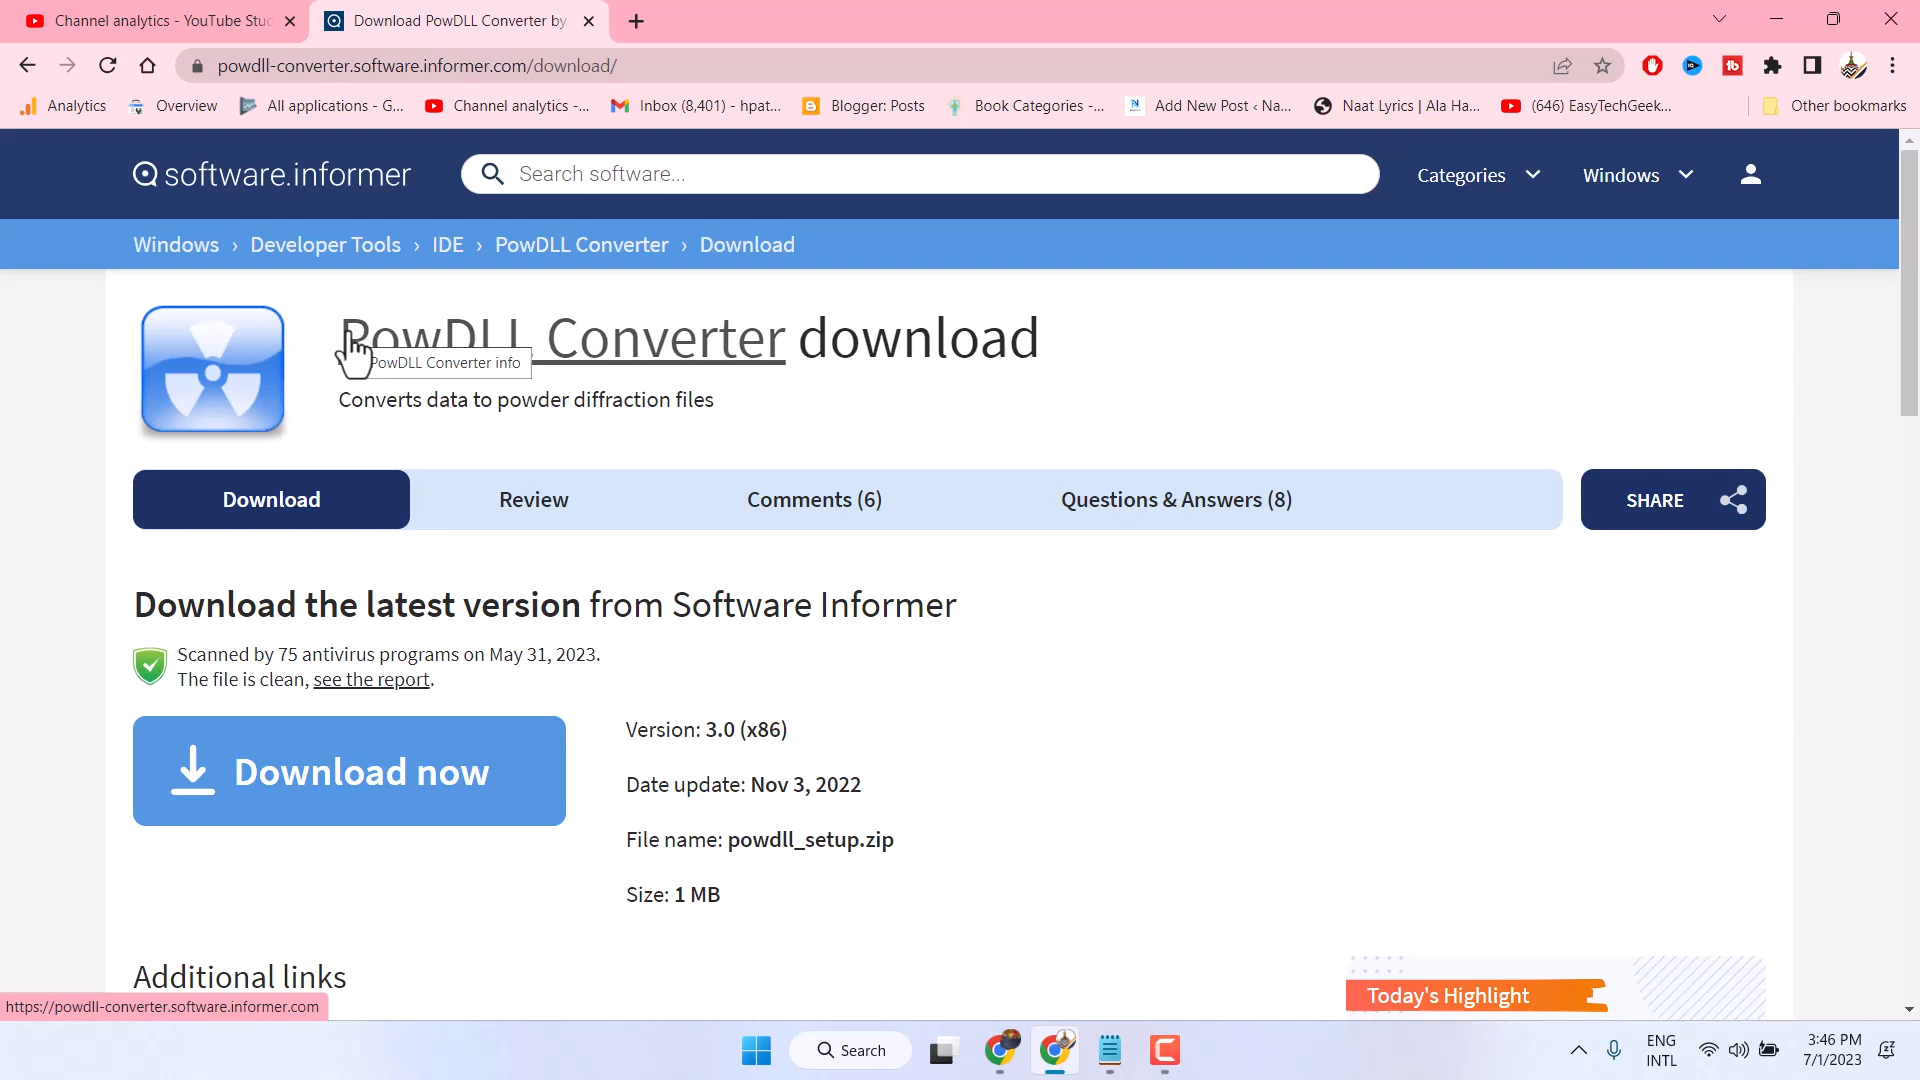 Channel analytics - YouTube Stu
Download PowDLL Converter by
powdll-converter.software.informer.com/download/
Analytics
Overview
All applications - G...
Channel analytics -...
Inbox (8,401) - hpat...
Blogger: Posts
Book Categories -...
Add New Post ‹ Na...
Naat Lyrics | Ala Ha...
(646) EasyTechGeek...
Other bookmarks
software.informer
Search software...
Categories
Windows
Windows › Developer Tools › IDE › PowDLL Converter › Download
PowDLL Converter download
PowDLL Converter info
Converts data to powder diffraction files
Download
Review
Comments (6)
Questions & Answers (8)
SHARE
Download the latest version from Software Informer
Scanned by 75 antivirus programs on May 31, 2023.
The file is clean, see the report.
Download now
Version: 3.0 (x86)
Date update: Nov 3, 2022
File name: powdll_setup.zip
Size: 1 MB
Additional links
Today's Highlight
https://powdll-converter.software.informer.com
Search
ENG
INTL
3:46 PM
7/1/2023